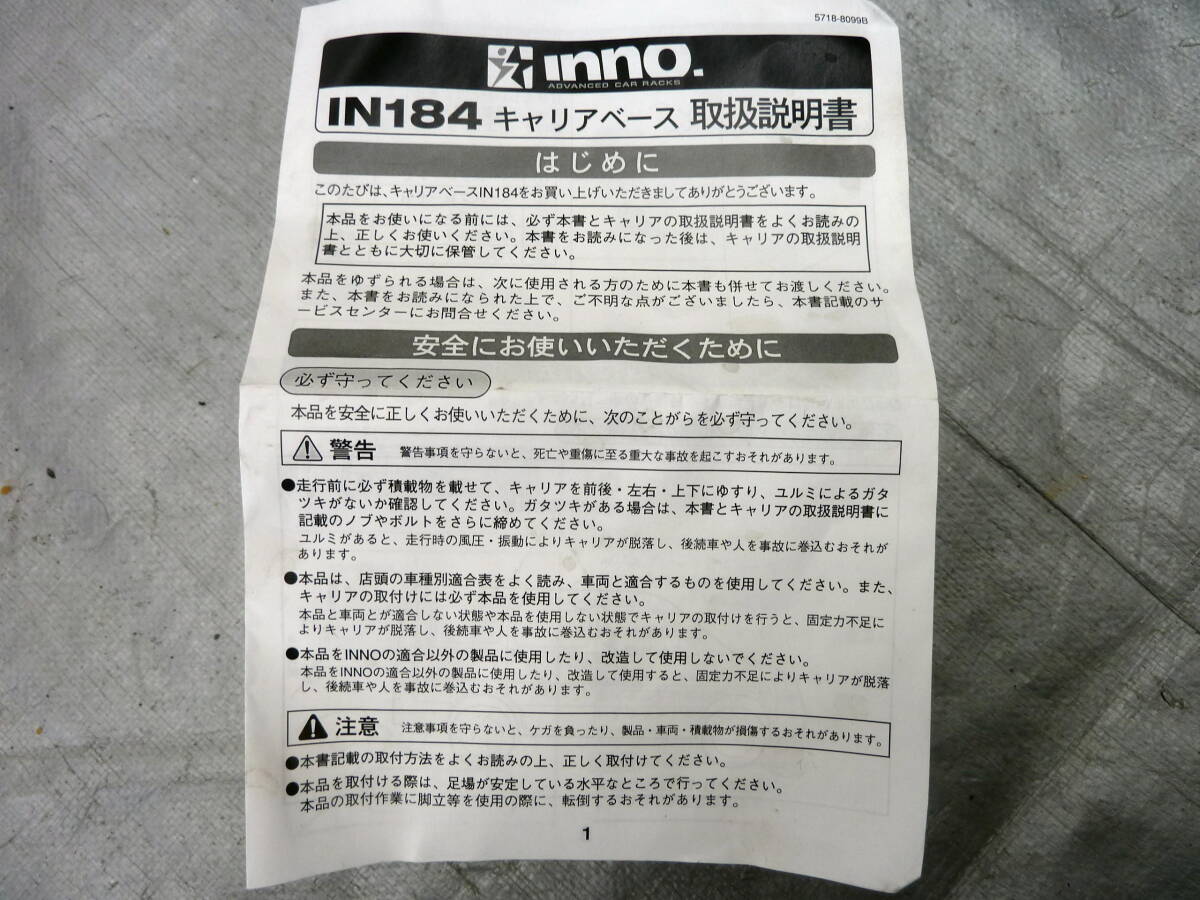 5718-8099B
inno.
ADVANCED CAR RACKS
IN184 キャリアベース 取扱説明書
はじめに
このたびは、キャリアベースIN184をお買い上げいただきましてありがとうございます。
本品をお使いになる前には、必ず本書とキャリアの取扱説明書をよくお読みの
上、正しくお使いください。本書をお読みになった後は、キャリアの取扱説明
書とともに大切に保管してください。
本品をゆずられる場合は、次に使用される方のために本書も併せてお渡しください。
また、本書をお読みになられた上で、ご不明な点がございましたら、本書記載のサ
ービスセンターにお問合せください。
安全にお使いいただくために
必ず守ってください
本品を安全に正しくお使いいただくために、次のことがらを必ず守ってください。
警告 警告事項を守らないと、死亡や重傷に至る重大な事故を起こすおそれがあります。
●走行前に必ず積載物を載せて、キャリアを前後・左右・上下にゆすり、ユルミによるガタ
ツキがないか確認してください。ガタツキがある場合は、本書とキャリアの取扱説明書に
記載のノブやボルトをさらに締めてください。
ユルミがあると、走行時の風圧・振動によりキャリアが脱落し、後続車や人を事故に巻込むおそれが
あります。
●本品は、店頭の車種別適合表をよく読み、車両と適合するものを使用してください。また、
キャリアの取付けには必ず本品を使用してください。
本品と車両とが適合しない状態や本品を使用しない状態でキャリアの取付けを行うと、固定力不足に
よりキャリアが脱落し、後続車や人を事故に巻込むおそれがあります。
●本品をINNOの適合以外の製品に使用したり、改造して使用しないでください。
本品をINNOの適合以外の製品に使用したり、改造して使用すると、固定力不足によりキャリアが脱落
し、後続車や人を事故に巻込むおそれがあります。
注意 注意事項を守らないと、ケガを負ったり、製品・車両・積載物が損傷するおそれがあります。
●本書記載の取付方法をよくお読みの上、正しく取付けてください。
●本品を取付ける際は、足場が安定している水平なところで行ってください。
本品の取付作業に脚立等を使用の際に、転倒するおそれがあります。
1